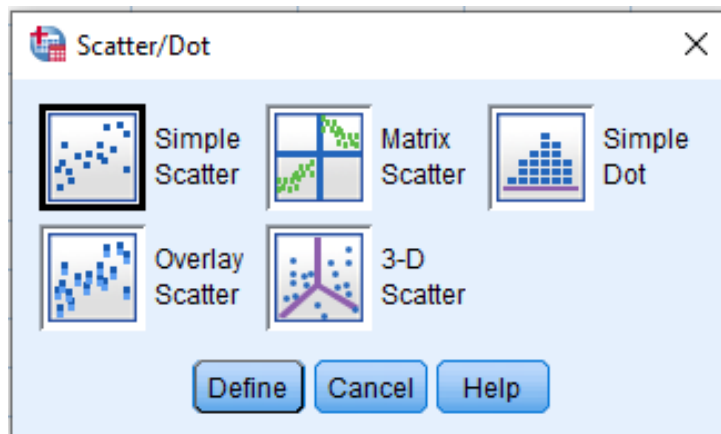 Scatter/Dot
Simple
Scatter
Matrix
Scatter
Simple
Dot
Overlay
Scatter
3-D
Scatter
Define
Cancel
Help